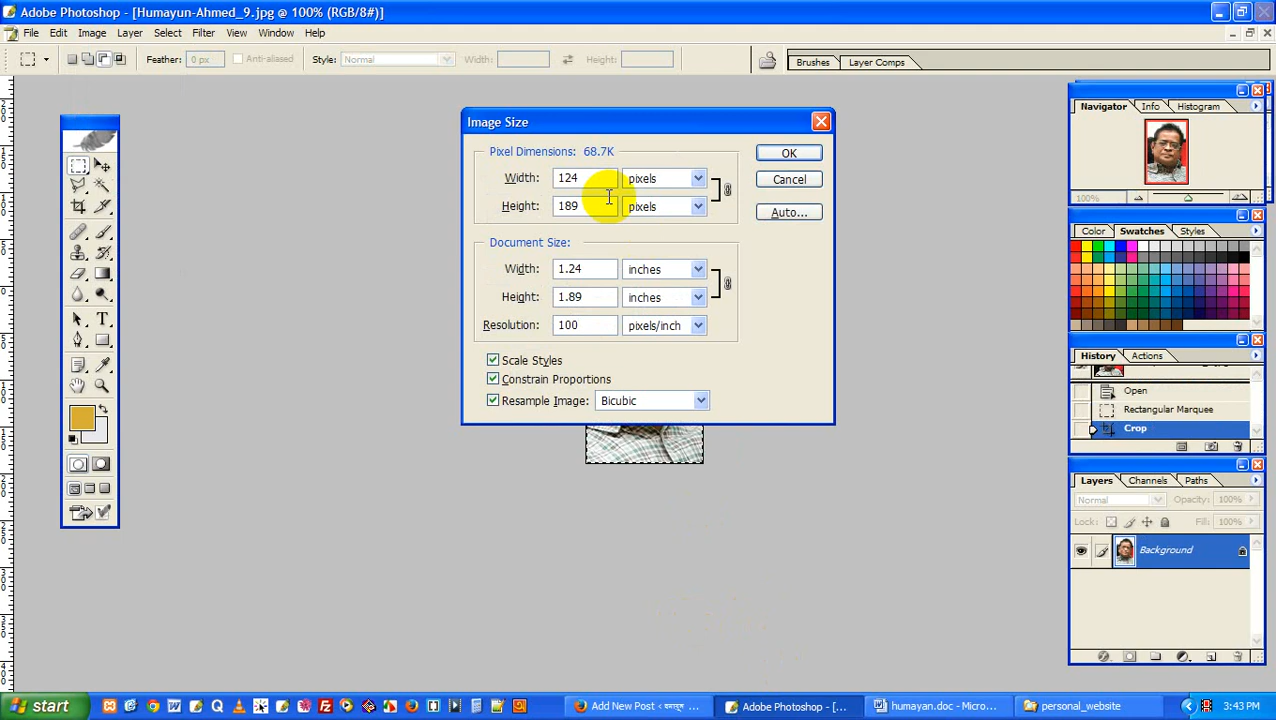 Adobe Photoshop - [Humayun-Ahmed_9.jpg @ 100% (RGB/8#)]
File Edit Image Layer Select Filter View Window Help
Feather: 0 px Anti-aliased Style: Normal Width: Height: Brushes Layer Comps
Image Size
Pixel Dimensions: 68.7K
Width: 124 pixels
Height: 189 pixels
OK
Cancel
Auto...
Document Size:
Width: 1.24 inches
Height: 1.89 inches
Resolution: 100 pixels/inch
Scale Styles
Constrain Proportions
Resample Image: Bicubic
Navigator Info Histogram
100%
Color Swatches Styles
History Actions
Open
Rectangular Marquee
Crop
Layers Channels Paths
Normal Opacity: 100%
Lock: Fill: 100%
Background
start Add New Post ‹ Adobe Photoshop - [... humayan.doc - Micro... personal_website 3:43 PM